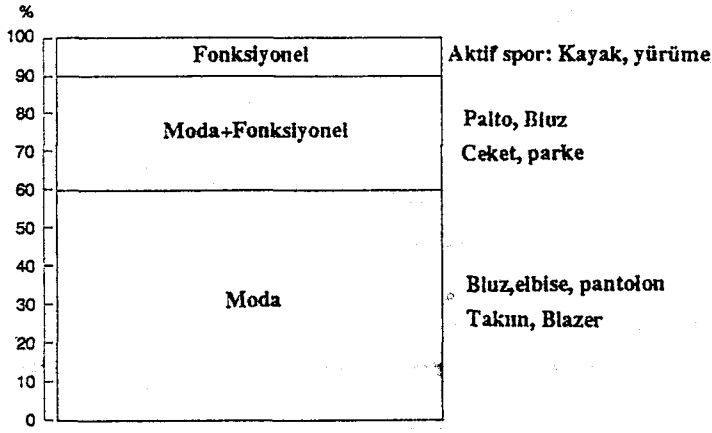 %
100
Fonksiyonel
Aktif spor: Kayak, yürüme
90
80
Moda+Fonksiyonel
Palto, Bluz
70
Ceket, parke
60
50
40
Bluz,elbise, pantolon
30
Moda
Takım, Blazer
20
10
0